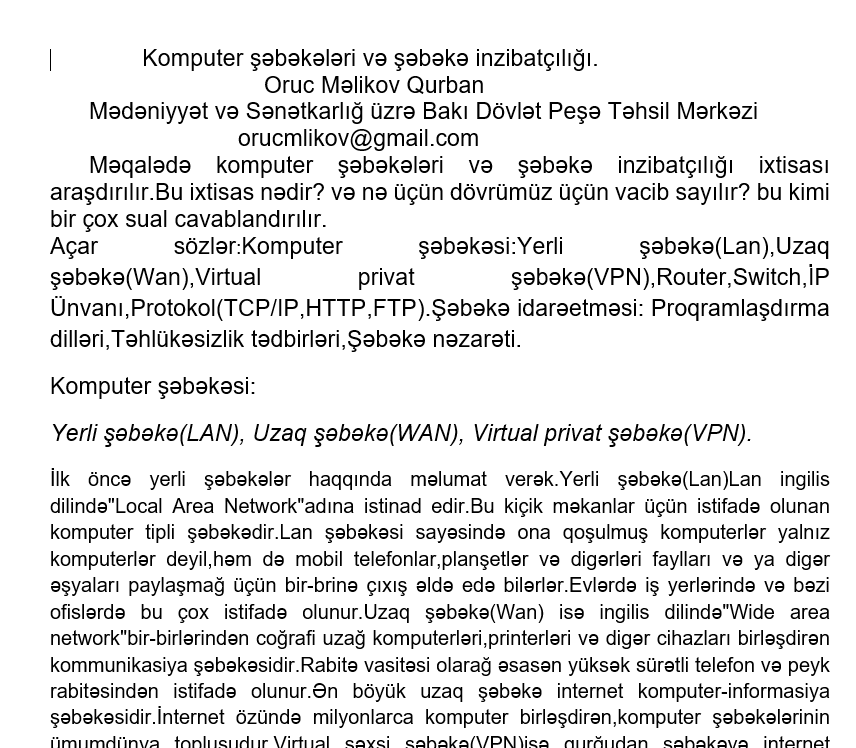 Komputer şəbəkələri və şəbəkə inzibatçılığı.
Oruc Məlikov Qurban
Mədəniyyət və Sənətkarlığ üzrə Bakı Dövlət Peşə Təhsil Mərkəzi
orucmlikov@gmail.com
Məqalədə komputer şəbəkələri və şəbəkə inzibatçılığı ixtisası
araşdırılır.Bu ixtisas nədir? və nə üçün dövrümüz üçün vacib sayılır? bu kimi
bir çox sual cavablandırılır.
Açar sözlər:Komputer şəbəkəsi:Yerli şəbəkə(Lan),Uzaq
şəbəkə(Wan),Virtual privat şəbəkə(VPN),Router,Switch,İP
Ünvanı,Protokol(TCP/IP,HTTP,FTP).Şəbəkə idarəetməsi: Proqramlaşdırma
dilləri,Təhlükəsizlik tədbirləri,Şəbəkə nəzarəti.
Komputer şəbəkəsi:
Yerli şəbəkə(LAN), Uzaq şəbəkə(WAN), Virtual privat şəbəkə(VPN).
İlk öncə yerli şəbəkələr haqqında məlumat verək.Yerli şəbəkə(Lan)Lan ingilis
dilində"Local Area Network"adına istinad edir.Bu kiçik məkanlar üçün istifadə olunan
komputer tipli şəbəkədir.Lan şəbəkəsi sayəsində ona qoşulmuş komputerlər yalnız
komputerlər deyil,həm də mobil telefonlar,planşetlər və digərləri faylları və ya digər
əşyaları paylaşmağ üçün bir-brinə çıxış əldə edə bilərlər.Evlərdə iş yerlərində və bəzi
ofislərdə bu çox istifadə olunur.Uzaq şəbəkə(Wan) isə ingilis dilində"Wide area
network"bir-birlərindən coğrafi uzağ komputerləri,printerləri və digər cihazları birləşdirən
kommunikasiya şəbəkəsidir.Rabitə vasitəsi olarağ əsasən yüksək sürətli telefon və peyk
rabitəsindən istifadə olunur.Ən böyük uzaq şəbəkə internet komputer-informasiya
şəbəkəsidir.İnternet özündə milyonlarca komputer birləşdirən,komputer şəbəkələrinin
ümumdünya toplusudur.Virtual şəxsi şəbəkə(VPN)isə qurğudan şəbəkəyə internet